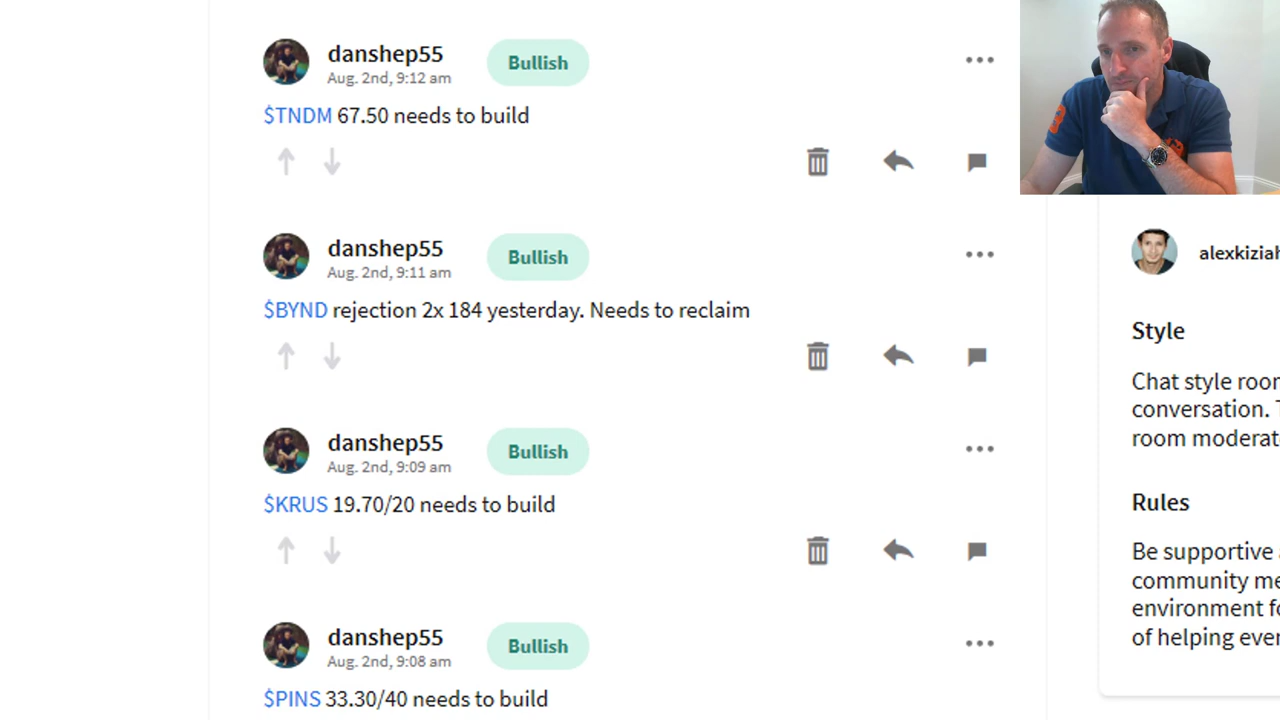 danshep55
Bullish
Aug. 2nd, 9:12 am
$TNDM 67.50 needs to build
danshep55
Bullish
Aug. 2nd, 9:11 am
$BYND rejection 2x 184 yesterday. Needs to reclaim
danshep55
Bullish
Aug. 2nd, 9:09 am
$KRUS 19.70/20 needs to build
danshep55
Bullish
Aug. 2nd, 9:08 am
$PINS 33.30/40 needs to build
alexkiziah
Style
Chat style room
conversation.
room moderat
Rules
Be supportive
community me
environment fo
of helping ever